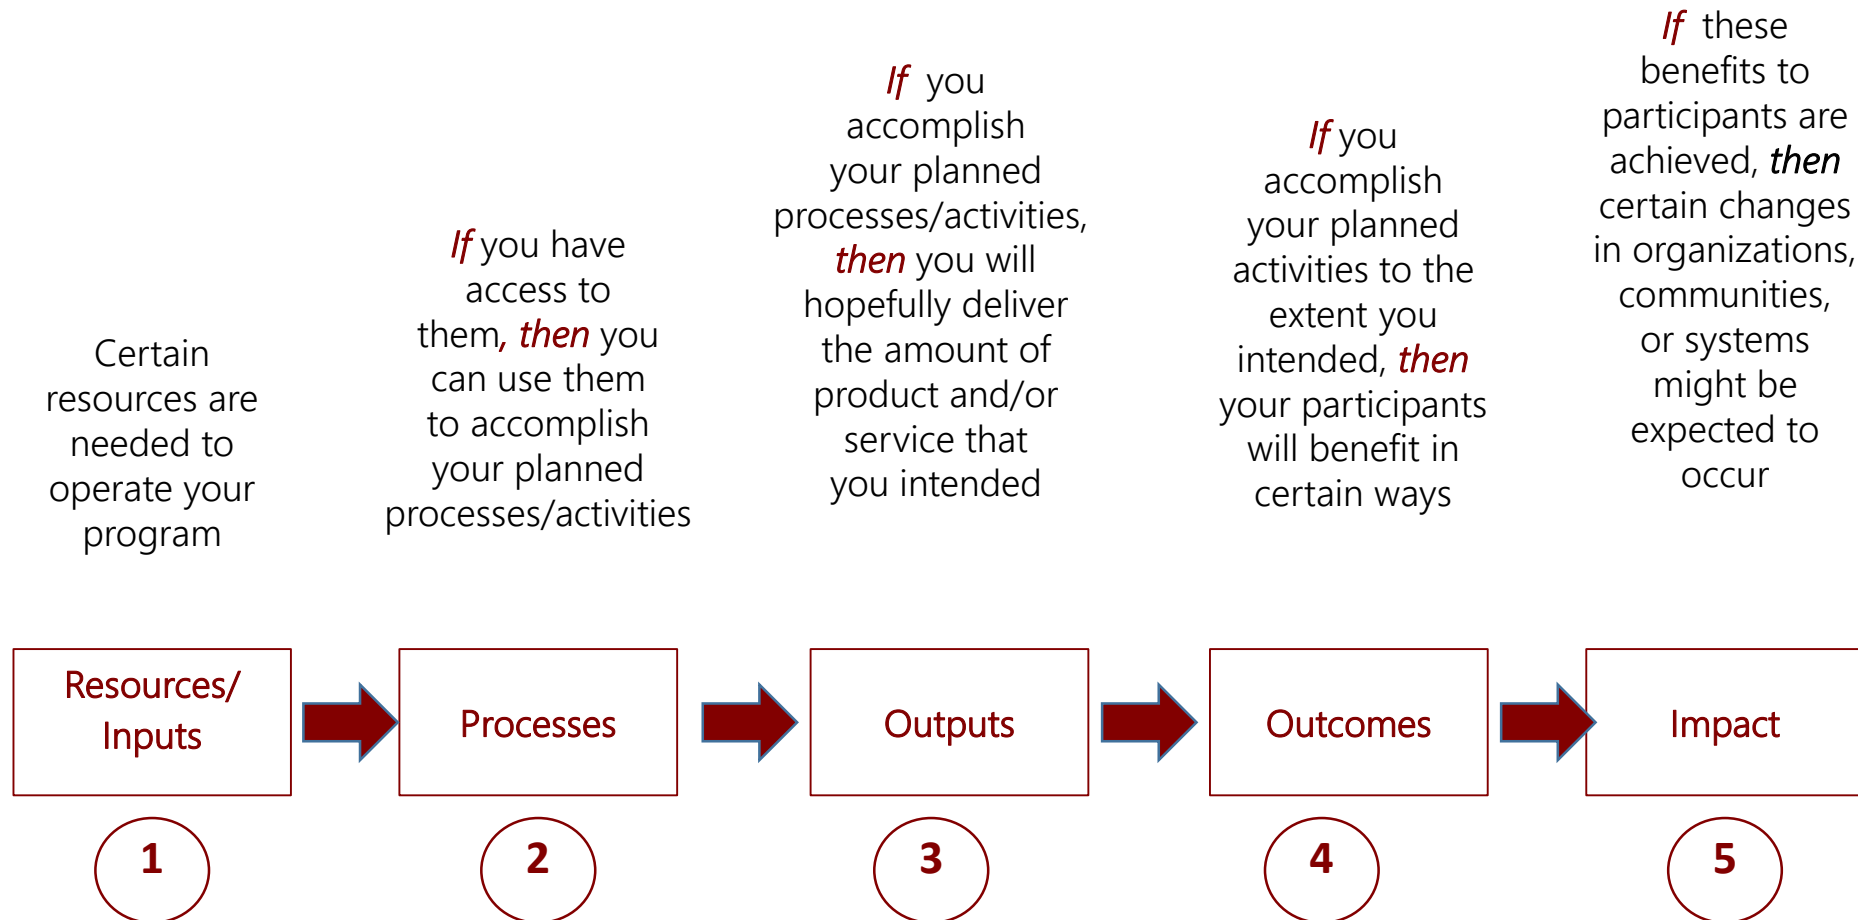 Certain
resources are
needed to
operate your
program
If you have
access to
them, then you
can use them
to accomplish
your planned
processes/activities
If you
accomplish
your planned
processes/activities,
then you will
hopefully deliver
the amount of
product and/or
service that
you intended
If you
accomplish
your planned
activities to the
extent you
intended, then
your participants
will benefit in
certain ways
If these
benefits to
participants are
achieved, then
certain changes
in organizations,
communities,
or systems
might be
expected to
occur
Resources/
Inputs
Processes
Outputs
Outcomes
Impact
1
2
3
4
5